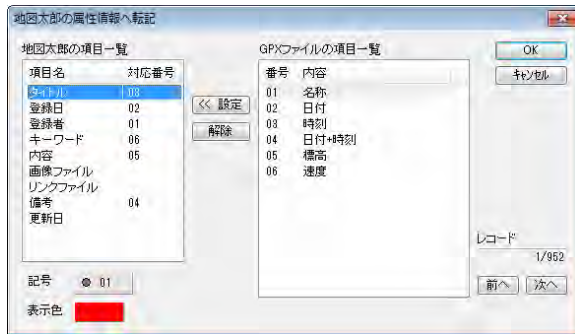 地図太郎の属性情報へ転記
地図太郎の項目一覧
項目名 対応番号
タイトル 03
登録日 02
登録者 01
キーワード 06
内容 05
画像ファイル
リンクファイル
備考 04
更新日
<< 設定
解除
GPXファイルの項目一覧
番号 内容
01 名称
02 日付
03 時刻
04 日付+時刻
05 標高
06 速度
OK
キャンセル
レコード
1/952
前へ 次へ
記号 01
表示色